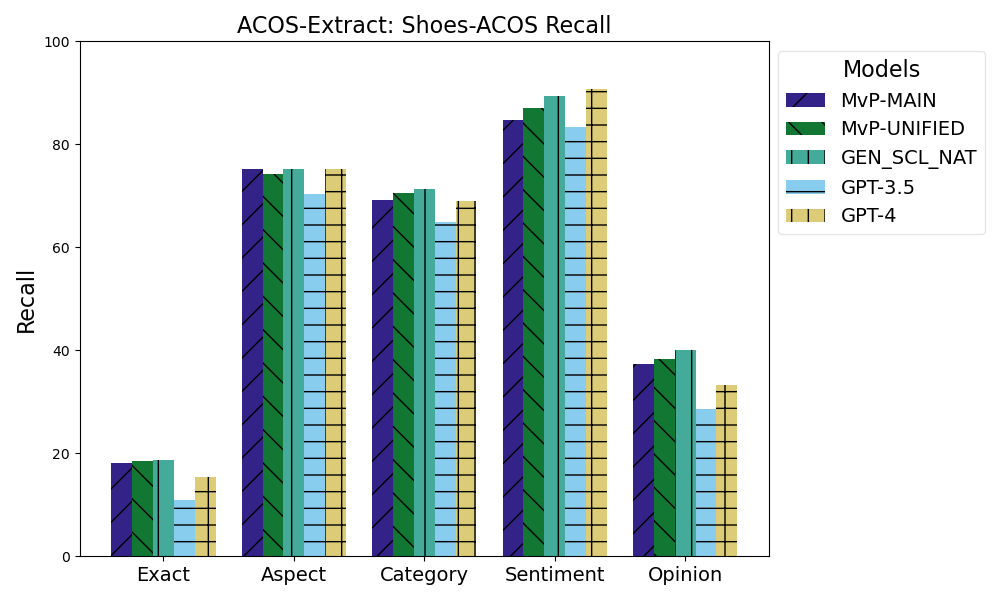 ACOS-Extract: Shoes-ACOS Recall
Models
MvP-MAIN
MvP-UNIFIED
GEN_SCL_NAT
GPT-3.5
GPT-4
Recall
100
80
60
40
20
0
Exact
Aspect
Category
Sentiment
Opinion